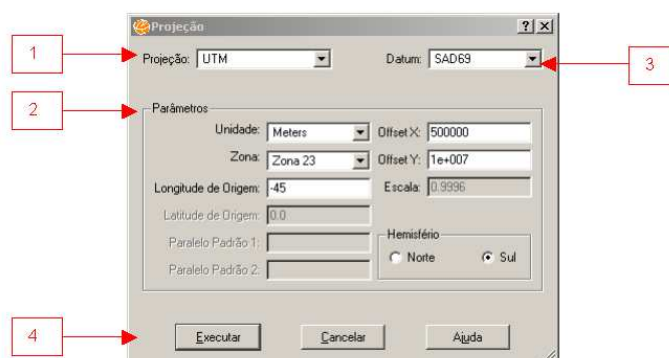 Projeção
1
Projeção: UTM
Datum: SAD69
3
2
Parâmetros
Unidade: Meters
Offset X: 500000
Zona: Zona 23
Offset Y: 1e+007
Longitude de Origem: -45
Escala: 0.9996
Latitude de Origem: 0.0
Paralelo Padrão 1:
Paralelo Padrão 2:
Hemisfério
Norte
Sul
4
Executar
Cancelar
Ajuda